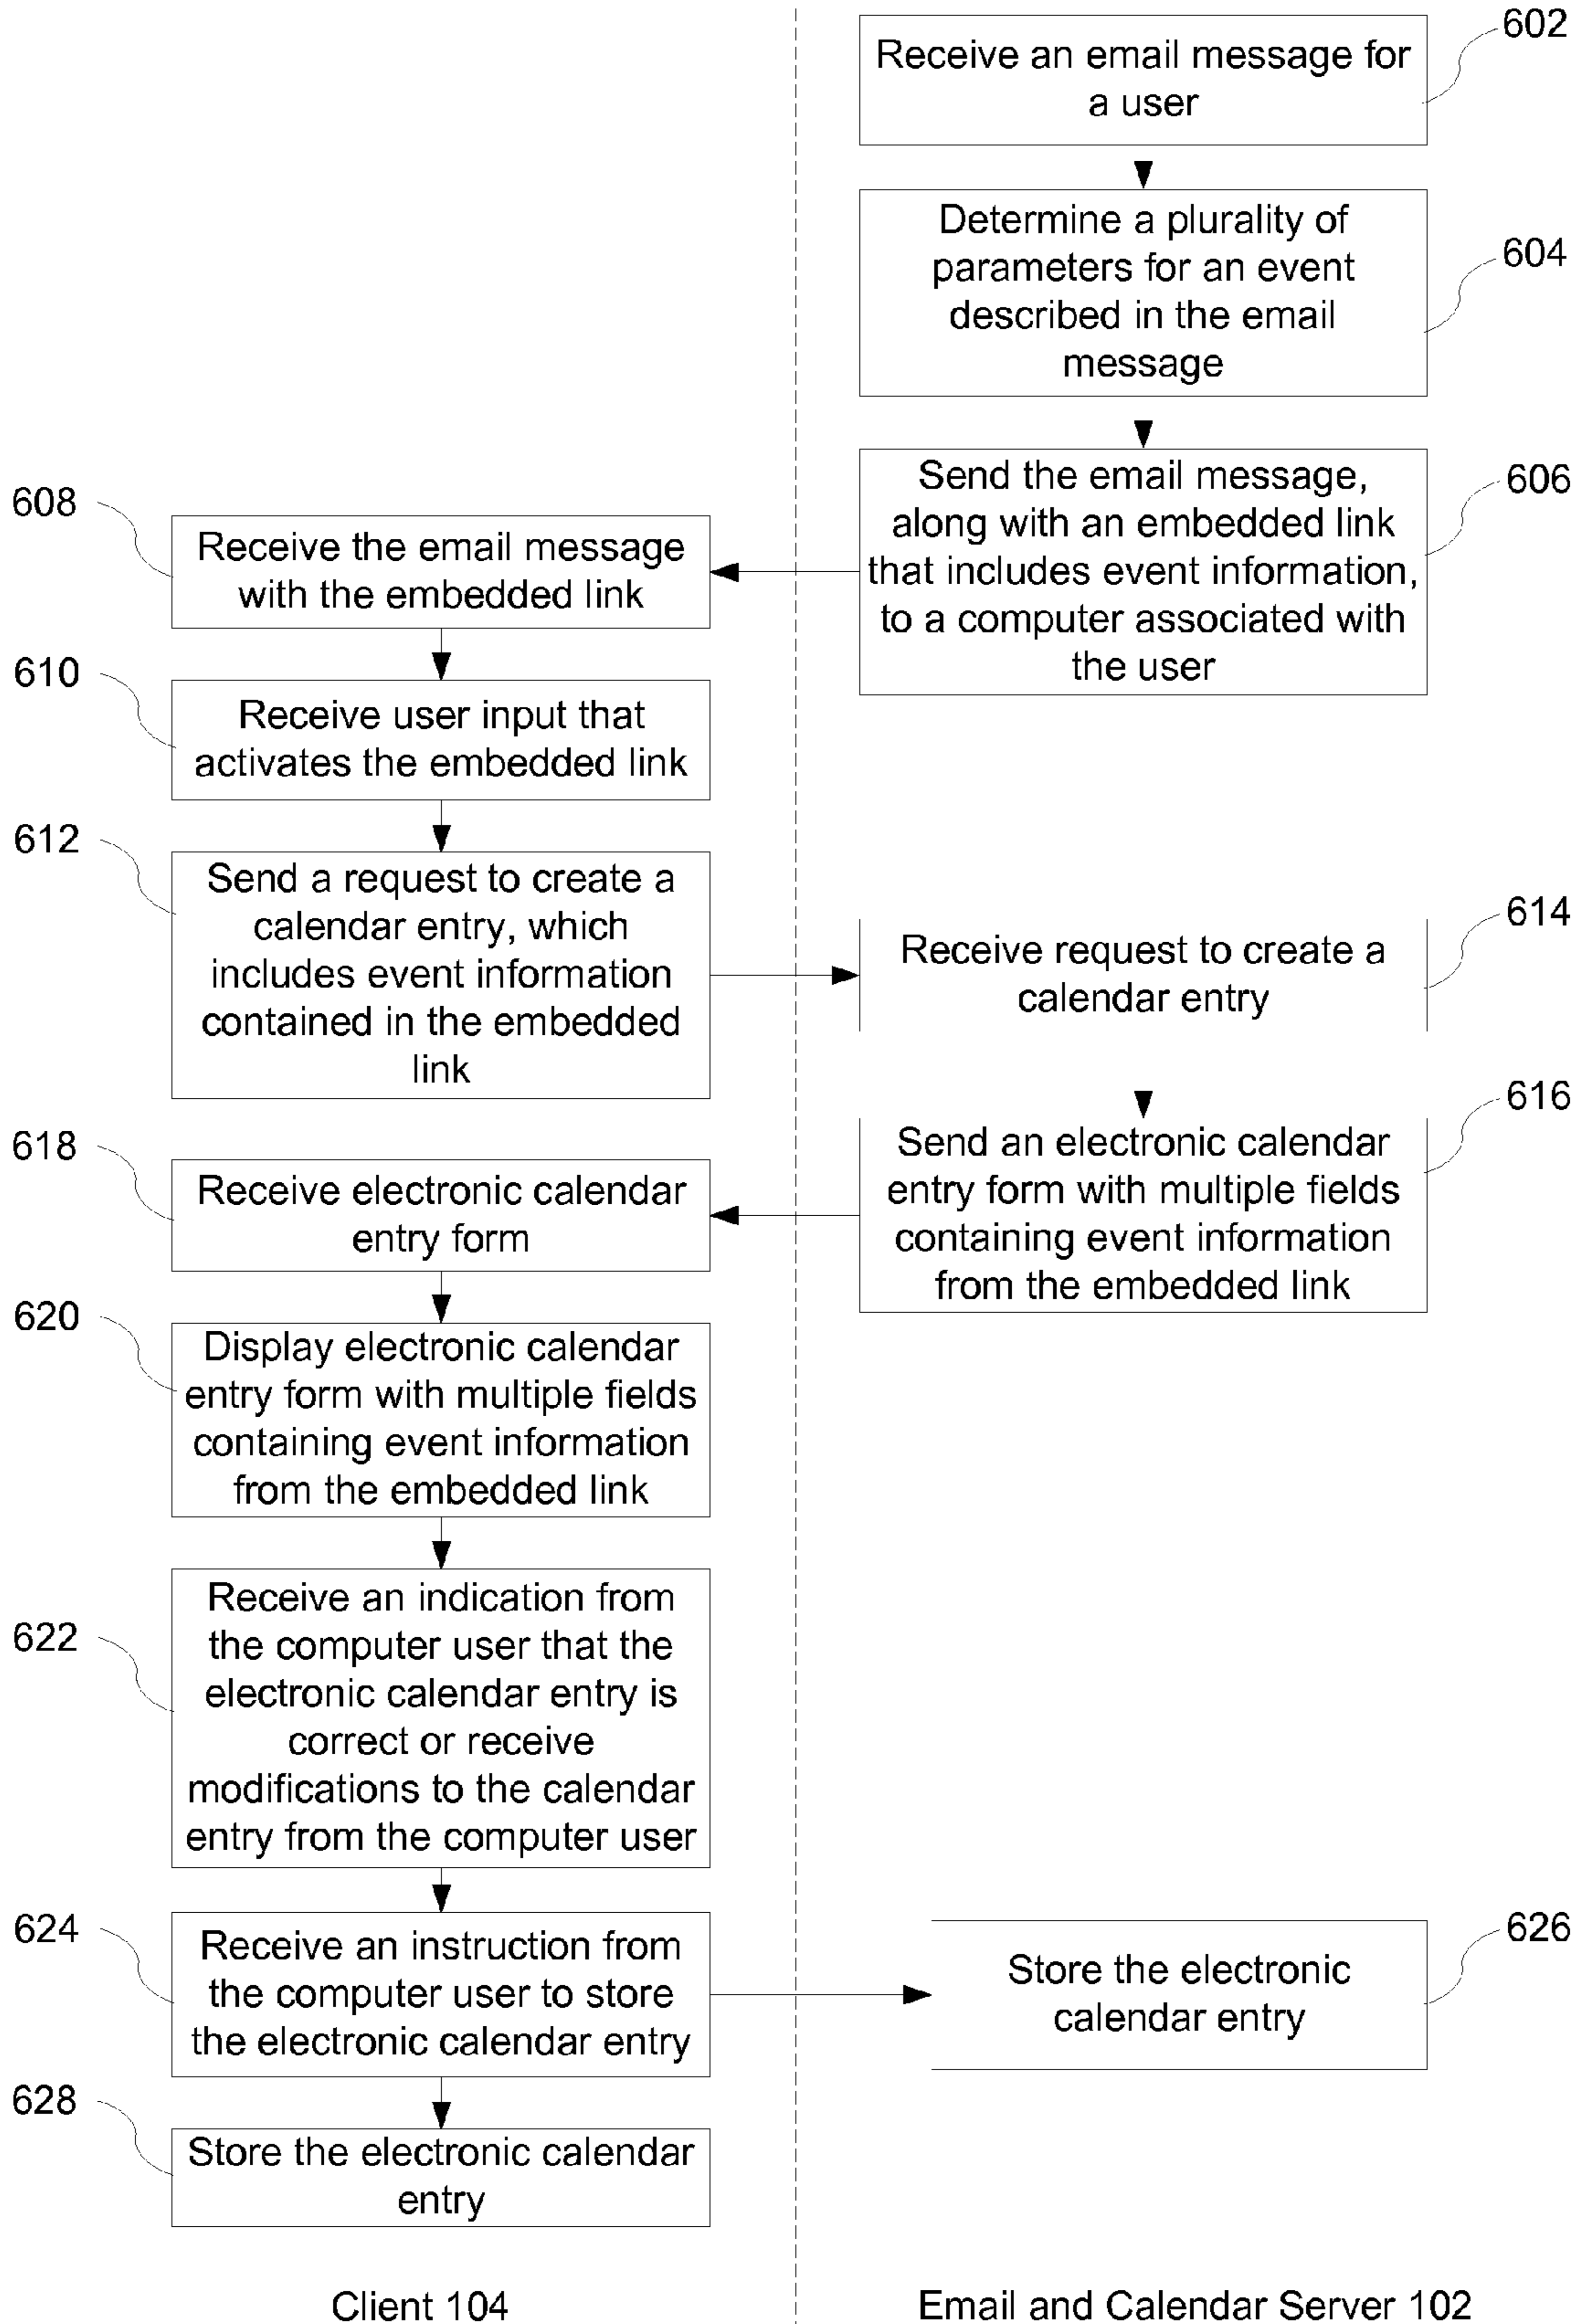 602
Receive an email message for
a user
604
Determine a plurality of
parameters for an event
described in the email
message
606
Send the email message,
along with an embedded link
that includes event information,
to a computer associated with
the user
608
Receive the email message
with the embedded link
610
Receive user input that
activates the embedded link
612
Send a request to create a
calendar entry, which
includes event information
contained in the embedded
link
614
Receive request to create a
calendar entry
616
Send an electronic calendar
entry form with multiple fields
containing event information
from the embedded link
618
Receive electronic calendar
entry form
620
Display electronic calendar
entry form with multiple fields
containing event information
from the embedded link
622
Receive an indication from
the computer user that the
electronic calendar entry is
correct or receive
modifications to the calendar
entry from the computer user
624
Receive an instruction from
the computer user to store
the electronic calendar entry
626
Store the electronic
calendar entry
628
Store the electronic calendar
entry
Client 104
Email and Calendar Server 102